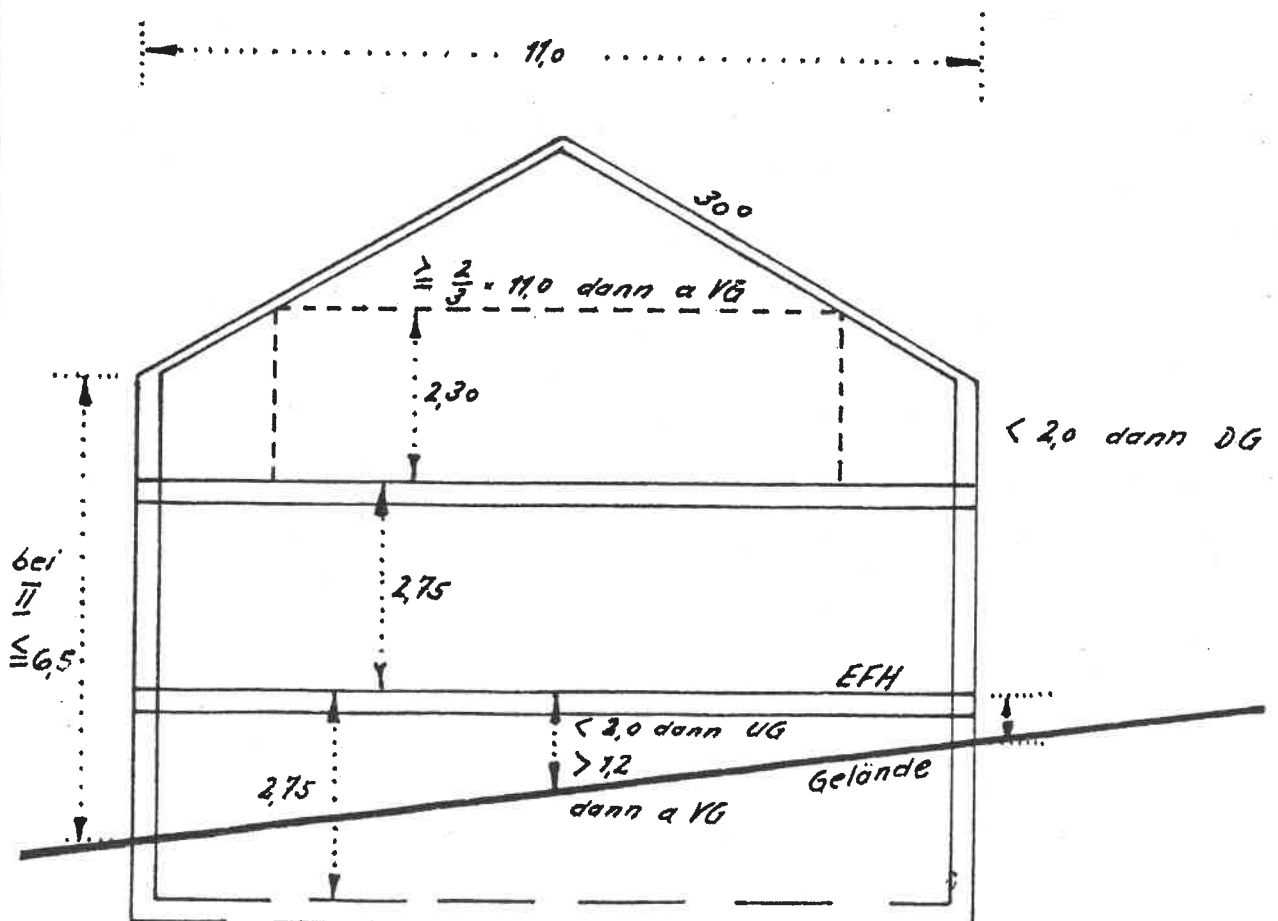 11,0
30°
≧ 2/3 × 11,0 dann a VG
2,30
< 2,0 dann DG
bei
II
≦ 6,5
2,75
EFH
< 2,0 dann UG
> 1,2
dann a VG
2,75
Gelände